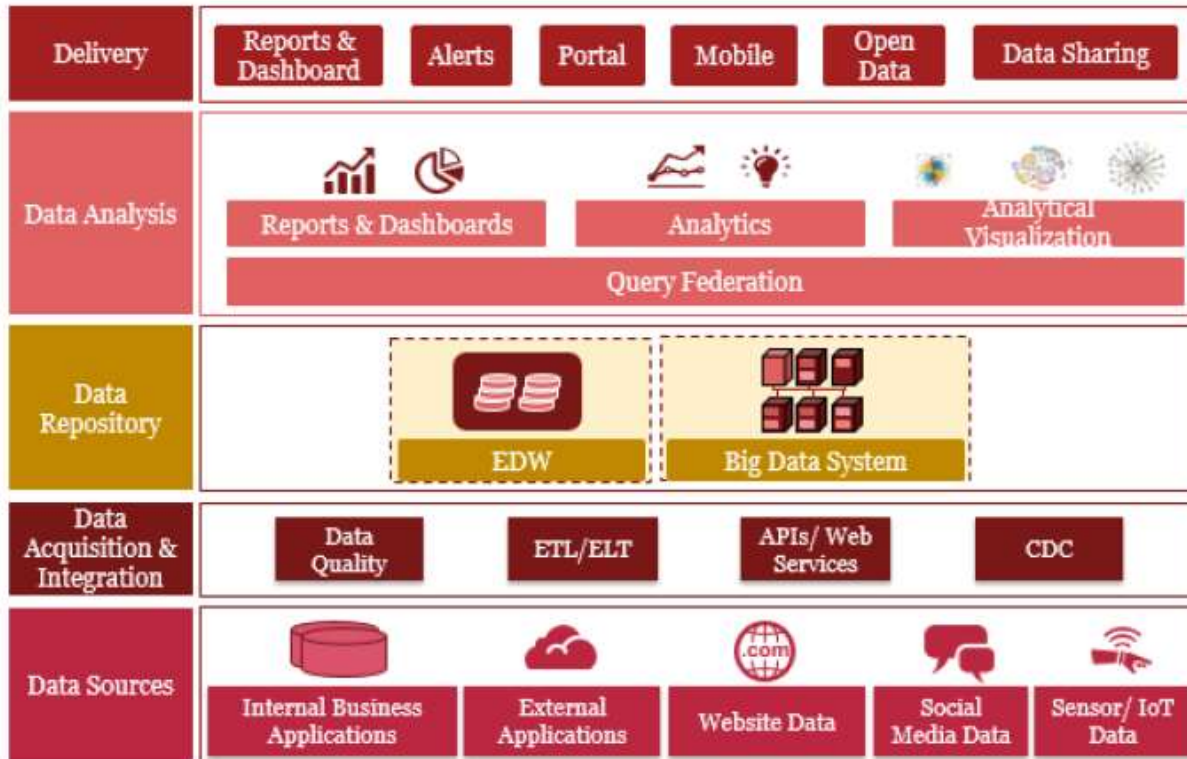 Delivery
Reports &
Dashboard
Alerts
Portal
Mobile
Open
Data
Data Sharing
Data Analysis
Reports & Dashboards
Analytics
Analytical
Visualization
Query Federation
Data
Repository
EDW
Big Data System
Data
Acquisition &
Integration
Data
Quality
ETL/ELT
APIs/ Web
Services
CDC
Data Sources
.com
Internal Business
Applications
External
Applications
Website Data
Social
Media Data
Sensor/ IoT
Data